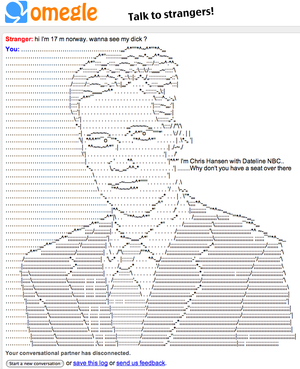 omegle
Talk to strangers!
Stranger: hi I'm 17 m norway. wanna see my dick ?
You:
I'm Chris Hansen with Dateline NBC..
Why don't you have a seat over there
Your conversational partner has disconnected.
Start a new conversation or save this log or send us feedback.